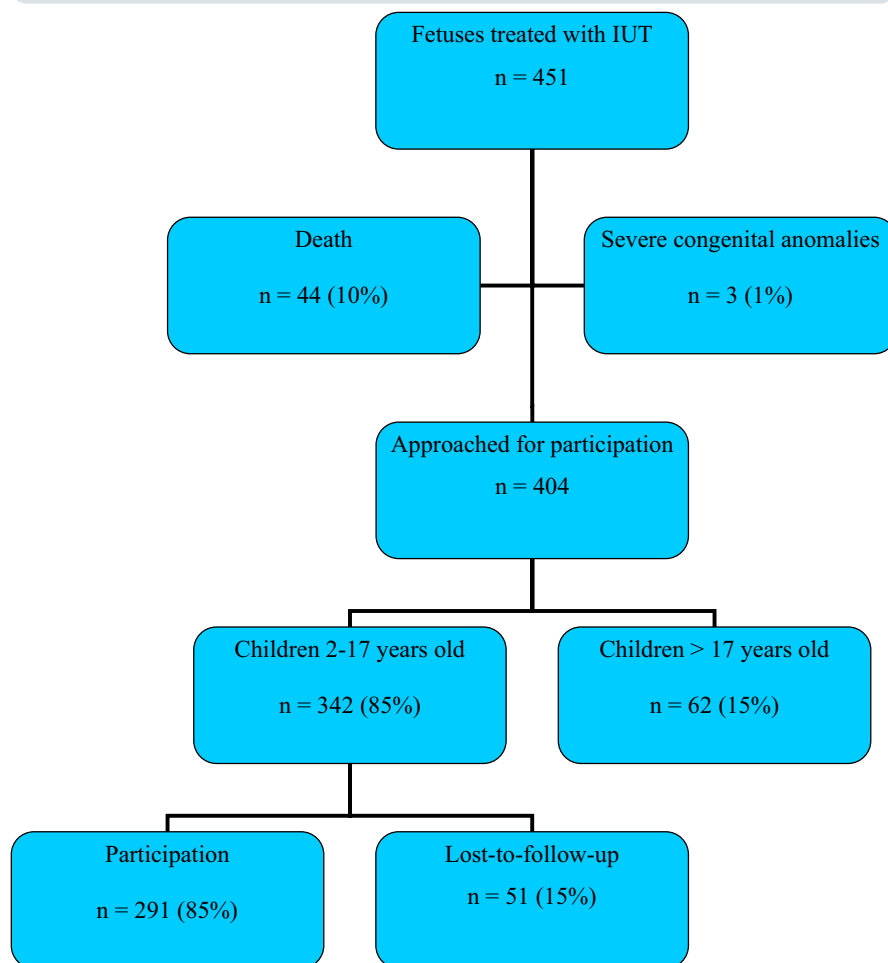 Fetuses treated with IUT
n = 451
Death
n = 44 (10%)
Severe congenital anomalies
n = 3 (1%)
Approached for participation
n = 404
Children 2-17 years old
n = 342 (85%)
Children > 17 years old
n = 62 (15%)
Participation
n = 291 (85%)
Lost-to-follow-up
n = 51 (15%)